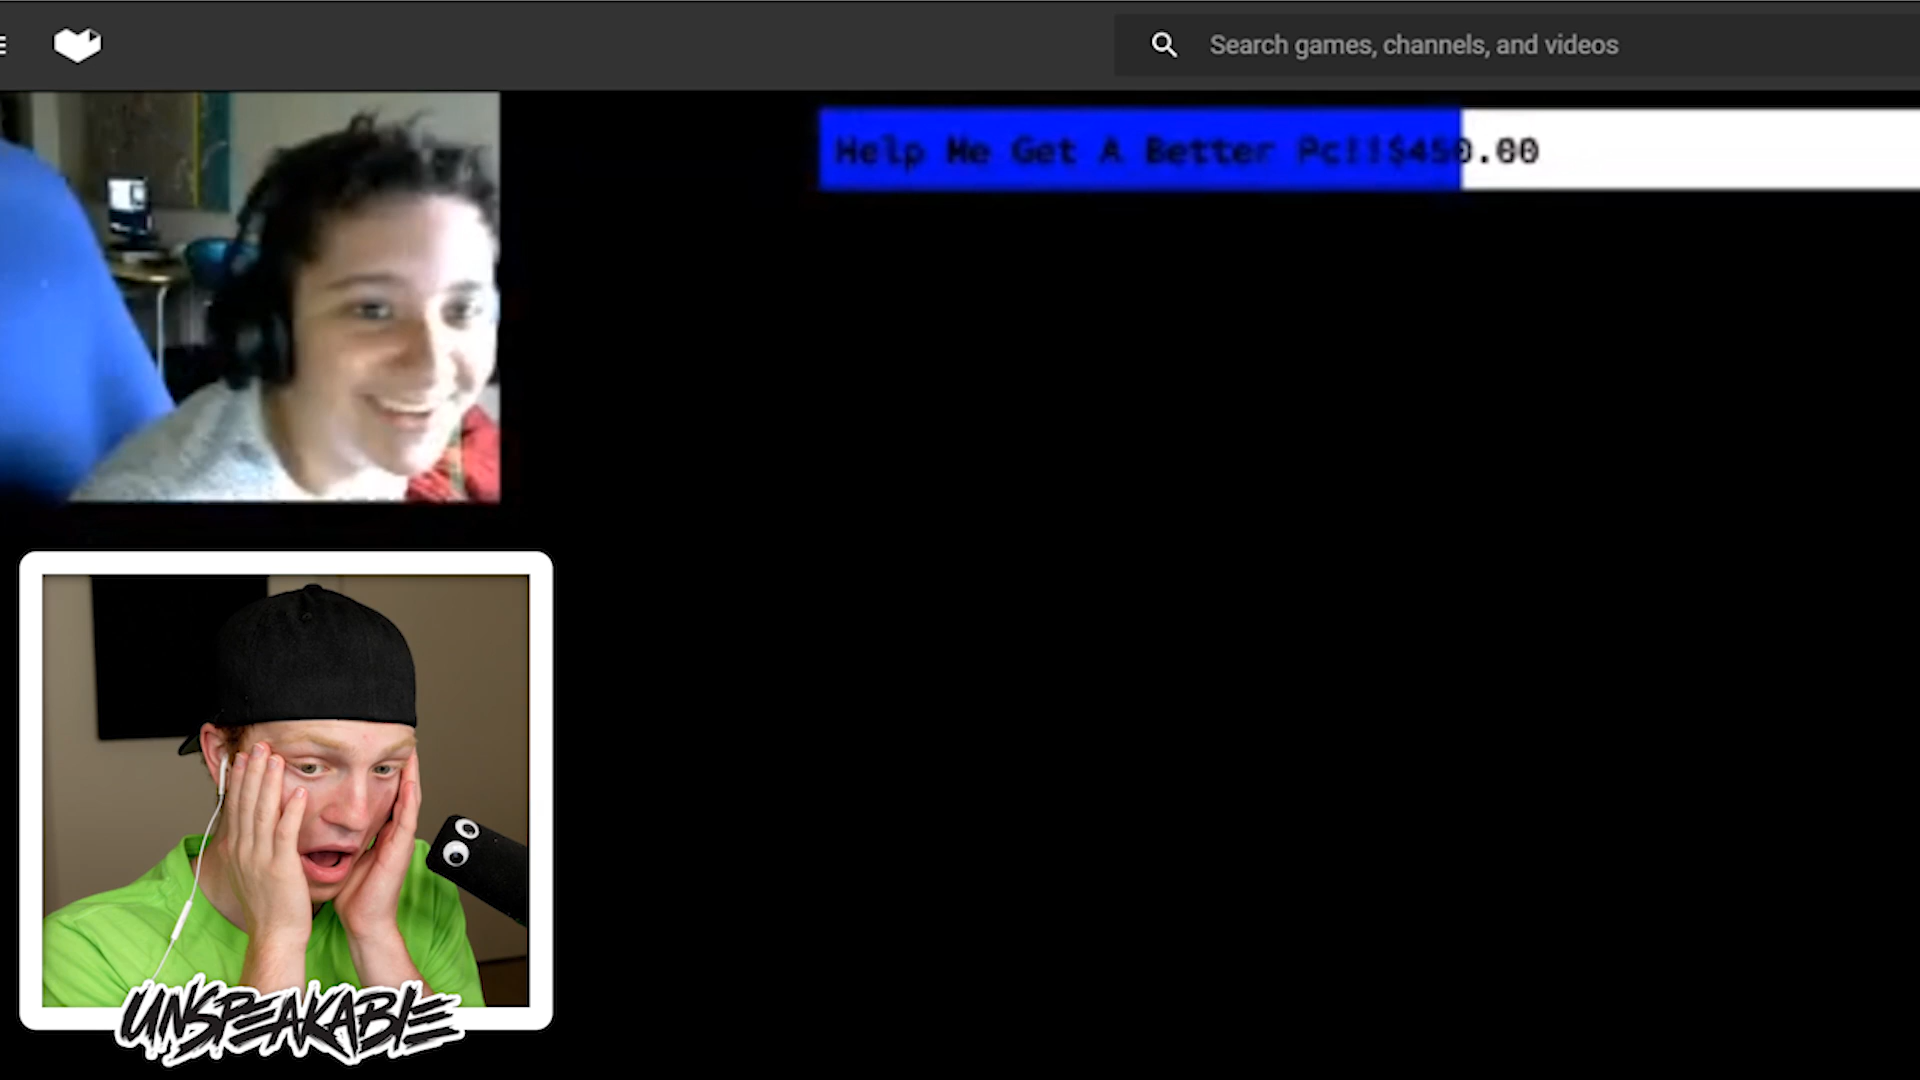 Search games, channels, and videos
Help Me Get A Better Pc!!$450.00
UNSPEAKABLE